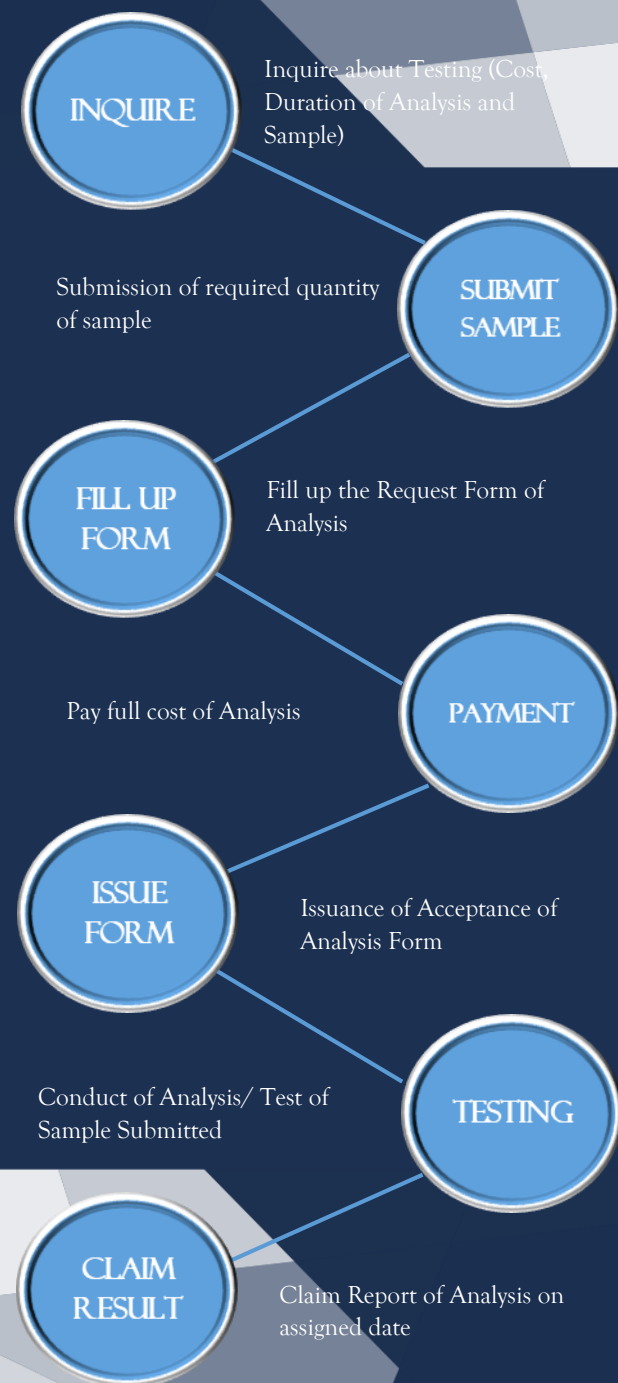 INQUIRE
Inquire about Testing (Cost,
Duration of Analysis and
Sample)
SUBMIT
SAMPLE
Submission of required quantity
of sample
FILL UP
FORM
Fill up the Request Form of
Analysis
PAYMENT
Pay full cost of Analysis
ISSUE
FORM
Issuance of Acceptance of
Analysis Form
TESTING
Conduct of Analysis/ Test of
Sample Submitted
CLAIM
RESULT
Claim Report of Analysis on
assigned date